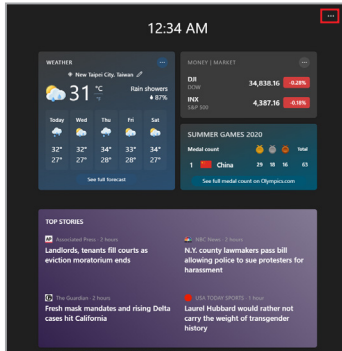 12:34 AM
WEATHER
New Taipei City, Taiwan
31 °C
°F
Rain showers
87%
Today Wed Thu Fri Sat
32° 32° 34° 33° 34°
27° 27° 28° 28° 27°
See full forecast
MONEY | MARKET
DJI
DOW
34,838.16 -0.28%
INX
S&P 500
4,387.16 -0.18%
SUMMER GAMES 2020
Medal count Total
1 China 29 18 16 63
See full medal count on Olympics.com
TOP STORIES
Associated Press · 2 hours
Landlords, tenants fill courts as
eviction moratorium ends
NBC News · 2 hours
N.Y. county lawmakers pass bill
allowing police to sue protesters for
harassment
The Guardian · 2 hours
Fresh mask mandates and rising Delta
cases hit California
USA TODAY SPORTS · 1 hour
Laurel Hubbard would rather not
carry the weight of transgender
history